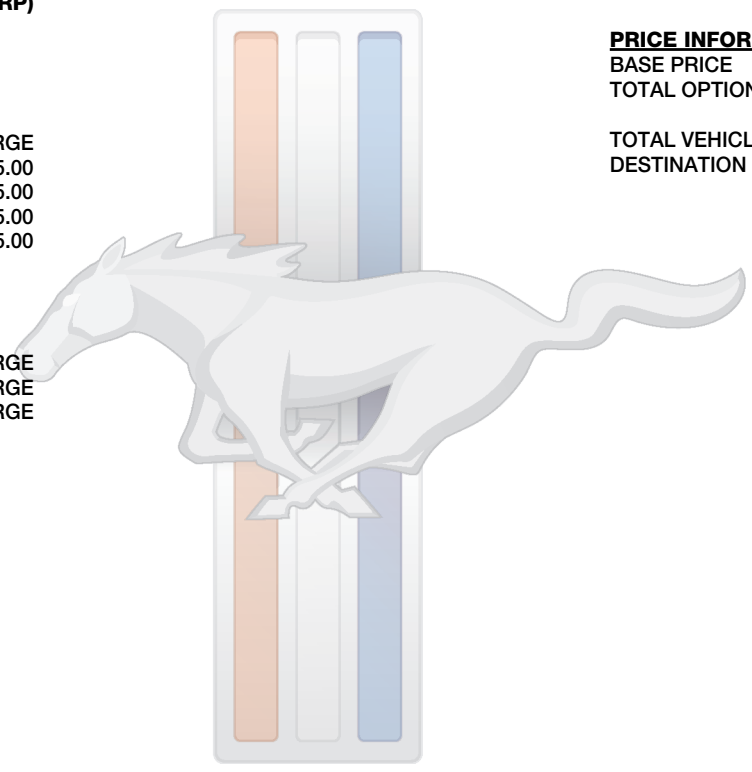 RP)
RGE
5.00
5.00
5.00
5.00
RGE
RGE
RGE
PRICE INFOR
BASE PRICE
TOTAL OPTION
TOTAL VEHICL
DESTINATION